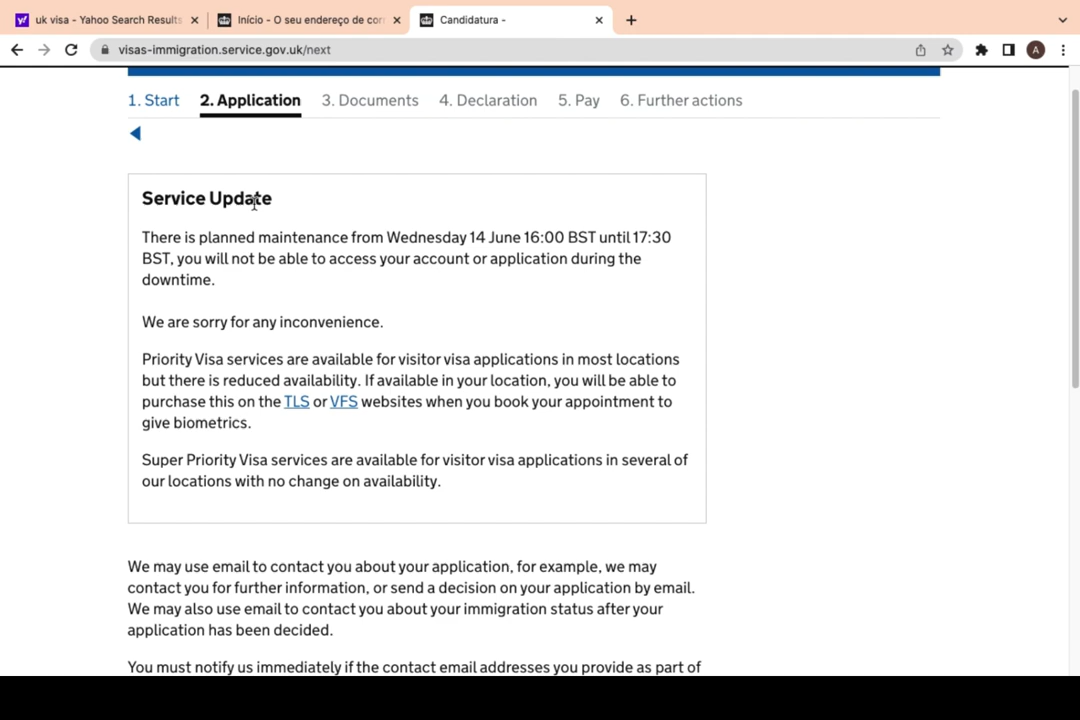 uk visa - Yahoo Search Results
Início - O seu endereço de cor
Candidatura -
visas-immigration.service.gov.uk/next
A
1. Start 2. Application 3. Documents 4. Declaration 5. Pay 6. Further actions
Service Update
There is planned maintenance from Wednesday 14 June 16:00 BST until 17:30
BST, you will not be able to access your account or application during the
downtime.
We are sorry for any inconvenience.
Priority Visa services are available for visitor visa applications in most locations
but there is reduced availability. If available in your location, you will be able to
purchase this on the TLS or VFS websites when you book your appointment to
give biometrics.
Super Priority Visa services are available for visitor visa applications in several of
our locations with no change on availability.
We may use email to contact you about your application, for example, we may
contact you for further information, or send a decision on your application by email.
We may also use email to contact you about your immigration status after your
application has been decided.
You must notify us immediately if the contact email addresses you provide as part of